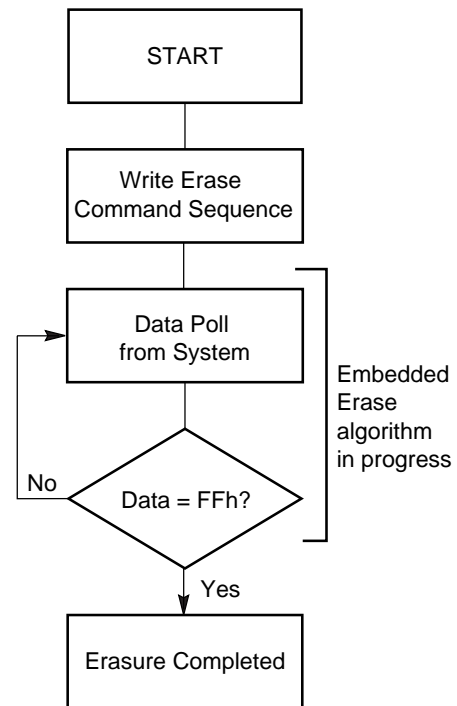 START
Write Erase
Command Sequence
Data Poll
from System
Embedded
Erase
algorithm
in progress
No
Data = FFh?
Yes
Erasure Completed